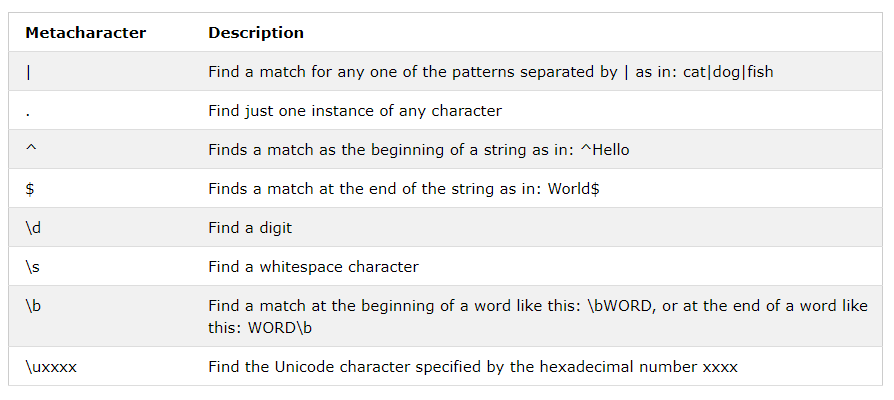 Metacharacter Description
| Find a match for any one of the patterns separated by | as in: cat|dog|fish
. Find just one instance of any character
^ Finds a match as the beginning of a string as in: ^Hello
$ Finds a match at the end of the string as in: World$
\d Find a digit
\s Find a whitespace character
\b Find a match at the beginning of a word like this: \bWORD, or at the end of a word like
this: WORD\b
\uxxxx Find the Unicode character specified by the hexadecimal number xxxx